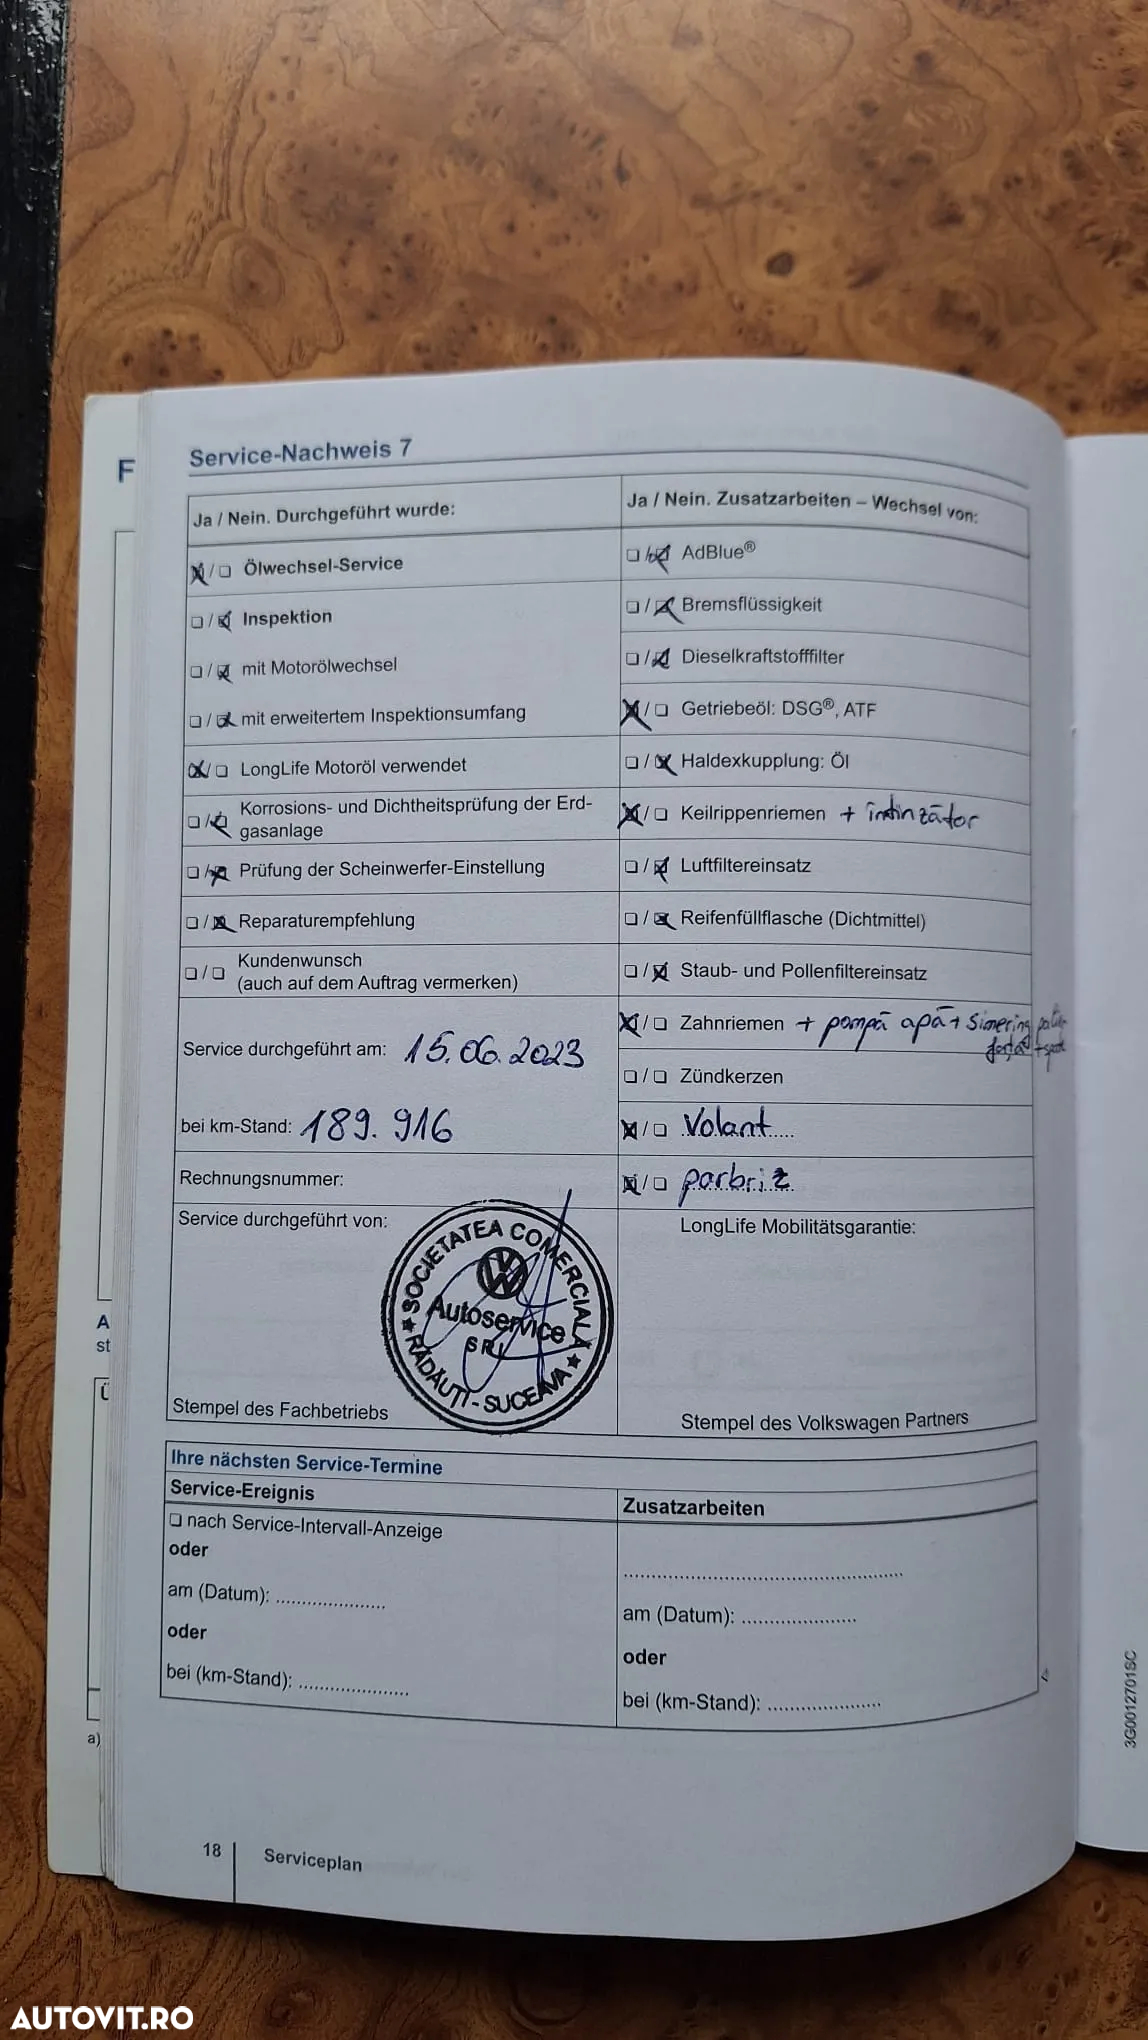 F
Service-Nachweis 7
Ja / Nein. Durchgeführt wurde:
Ölwechsel-Service
Inspektion
mit Motorölwechsel
mit erweitertem Inspektionsumfang
LongLife Motoröl verwendet
Korrosions- und Dichtheitsprüfung der Erd-
gasanlage
Prüfung der Scheinwerfer-Einstellung
Reparaturempfehlung
Kundenwunsch
(auch auf dem Auftrag vermerken)
Service durchgeführt am: 15.06.2023
bei km-Stand: 189.916
Rechnungsnummer:
Service durchgeführt von:
SOCIETATEA COMERCIALĂ
Autoservice
SRL
RĂDĂUȚI - SUCEAVA
Stempel des Fachbetriebs
Ja / Nein. Zusatzarbeiten – Wechsel von:
AdBlue®
Bremsflüssigkeit
Dieselkraftstofffilter
Getriebeöl: DSG®, ATF
Haldexkupplung: Öl
Keilrippenriemen + întinzător
Luftfiltereinsatz
Reifenfüllflasche (Dichtmittel)
Staub- und Pollenfiltereinsatz
Zahnriemen + pompă apă + simering
Zündkerzen
Volant
parbriz
LongLife Mobilitätsgarantie:
Stempel des Volkswagen Partners
Ihre nächsten Service-Termine
Service-Ereignis
nach Service-Intervall-Anzeige
oder
am (Datum): ......................
oder
bei (km-Stand): ......................
Zusatzarbeiten
am (Datum): ......................
oder
bei (km-Stand): ......................
18
Serviceplan
A
st
Ü
a)
3G0012701SC
AUTOVIT.RO